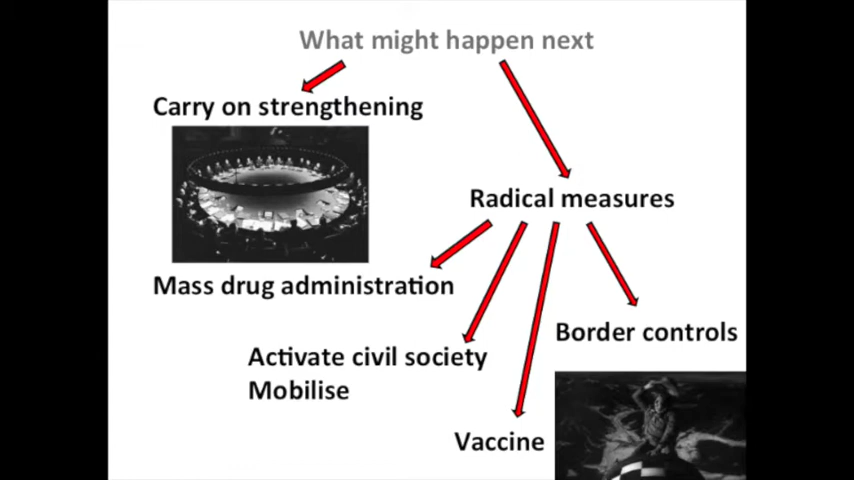 What might happen next
Carry on strengthening
Radical measures
Mass drug administration
Border controls
Activate civil society
Mobilise
Vaccine